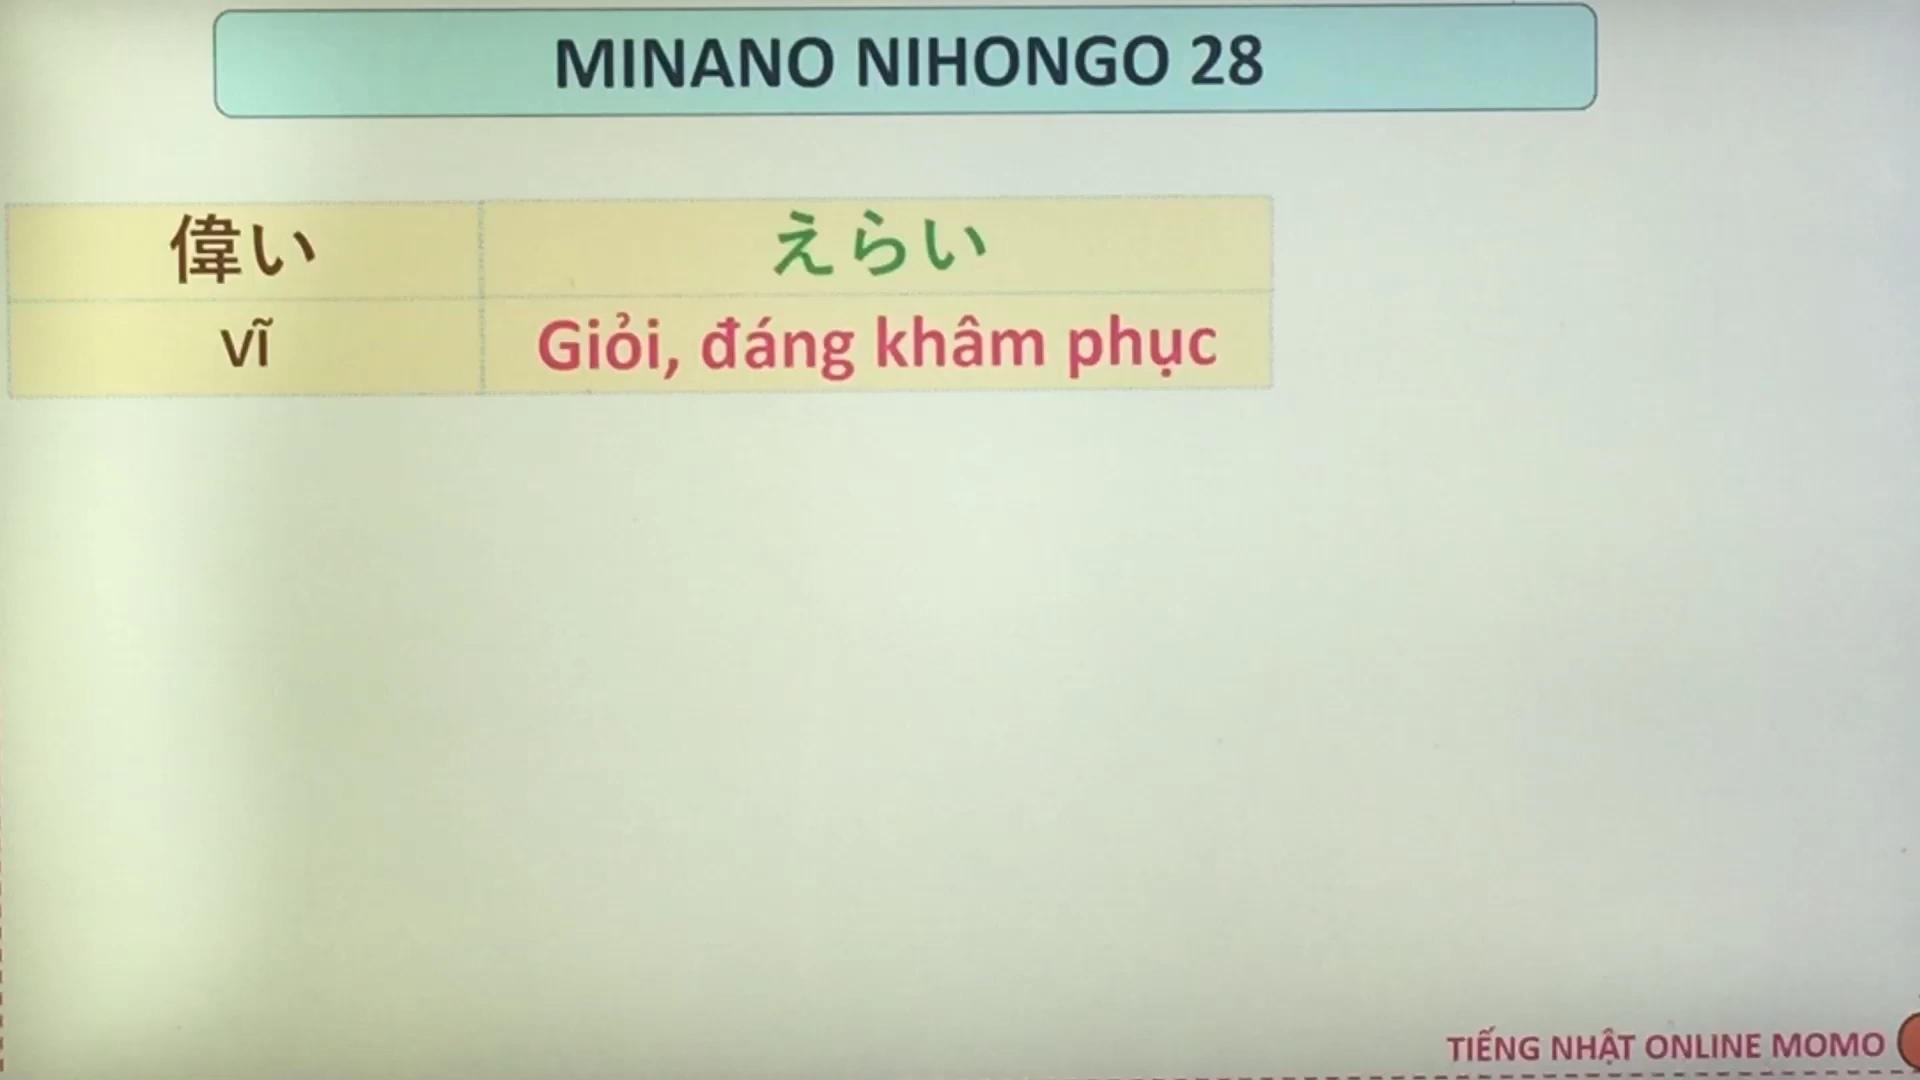 MINANO NIHONGO 28
偉い えらい
vĩ Giỏi, đáng khâm phục
TIẾNG NHẬT ONLINE MOMO